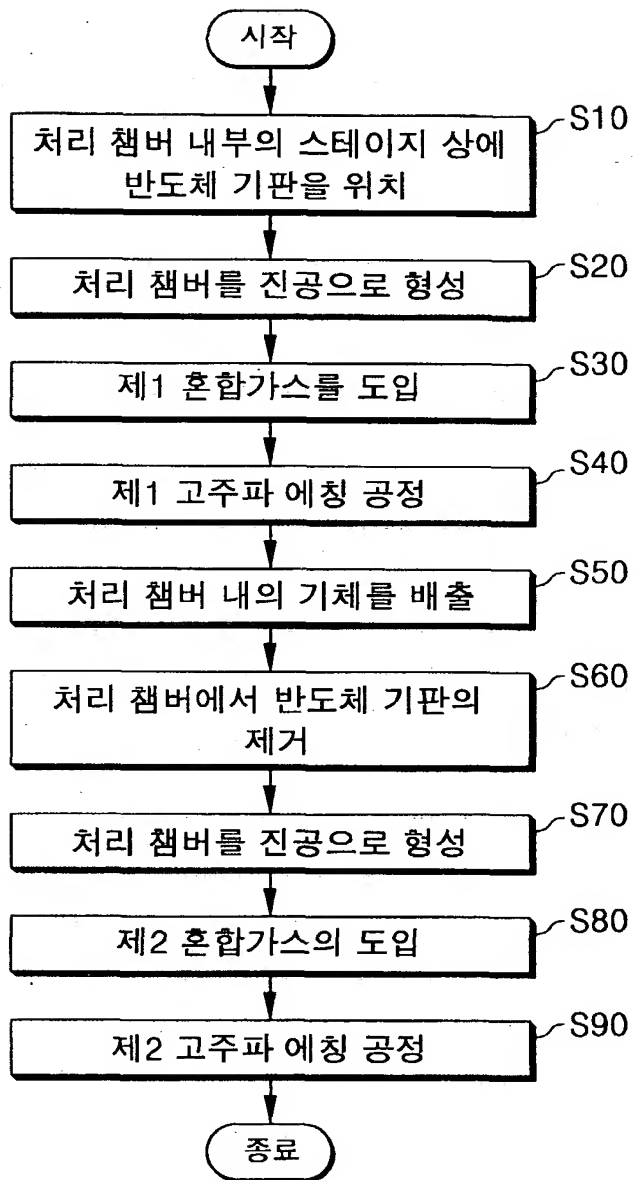 시작
처리 챔버 내부의 스테이지 상에
반도체 기판을 위치
S10
처리 챔버를 진공으로 형성
S20
제1 혼합가스를 도입
S30
제1 고주파 에칭 공정
S40
처리 챔버 내의 기체를 배출
S50
처리 챔버에서 반도체 기판의
제거
S60
처리 챔버를 진공으로 형성
S70
제2 혼합가스의 도입
S80
제2 고주파 에칭 공정
S90
종료